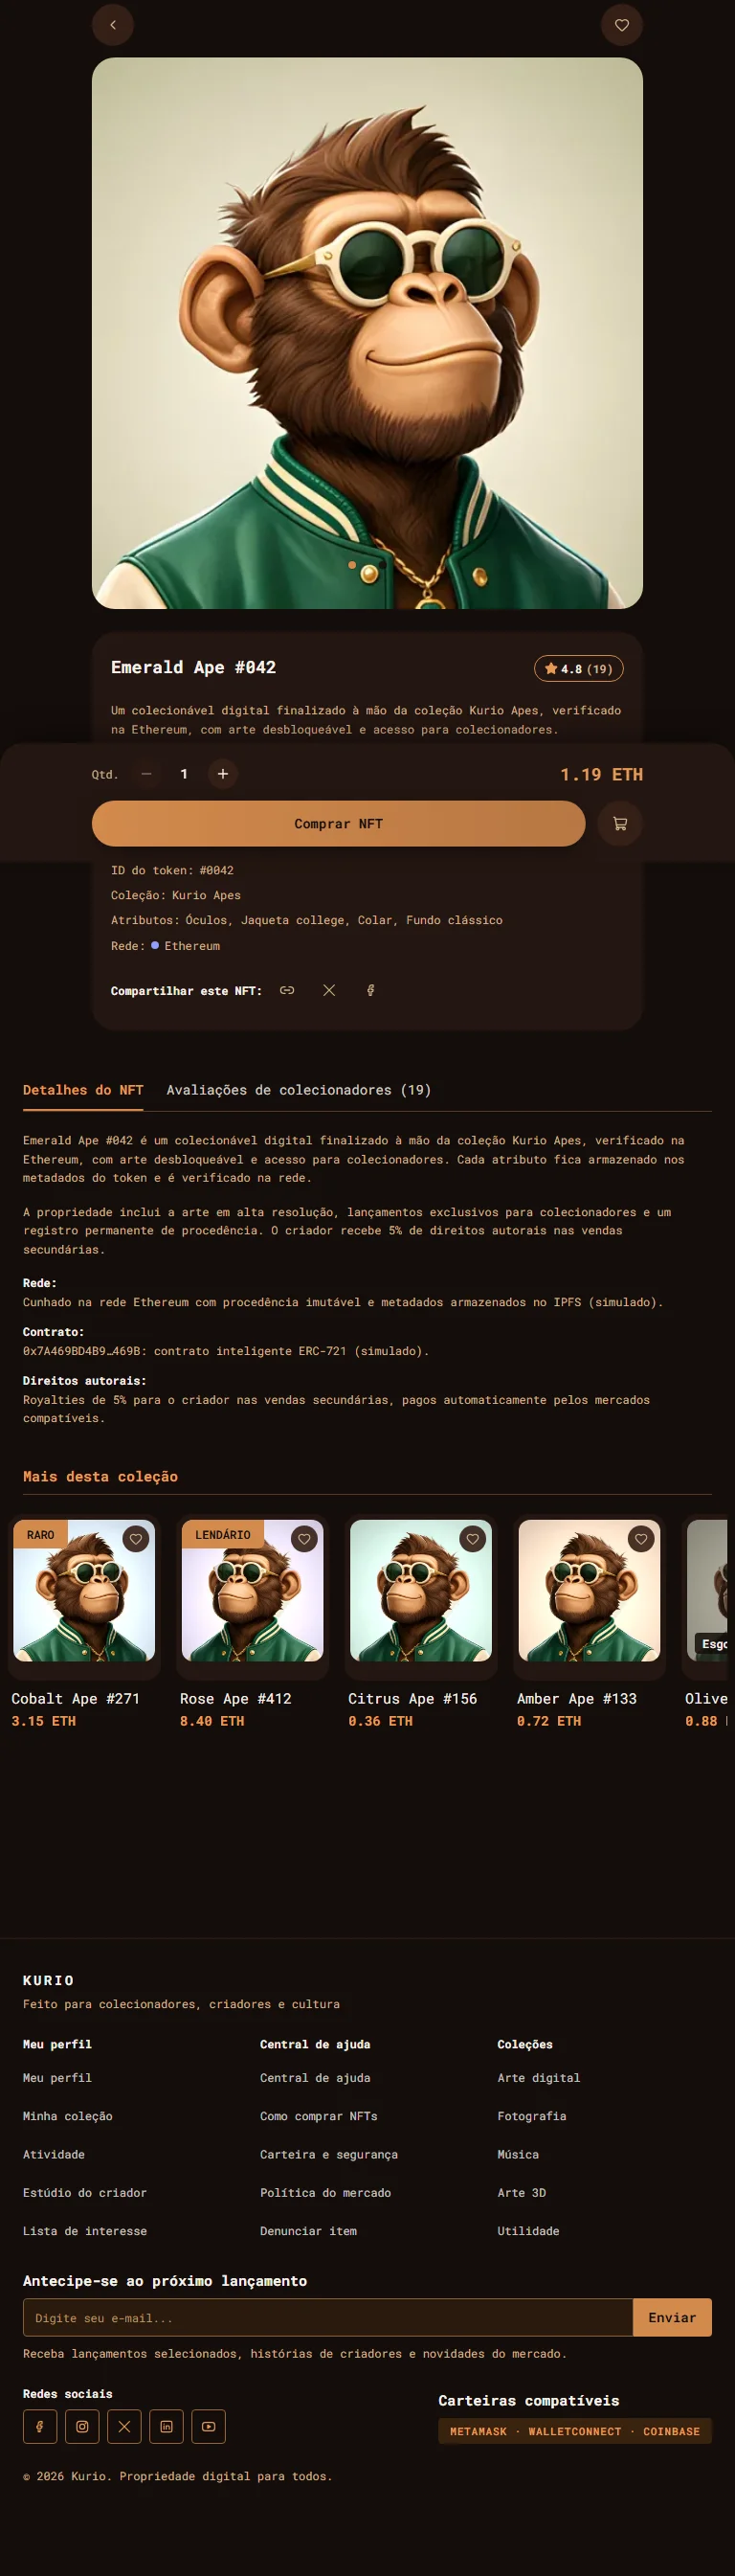 Emerald Ape #042
4.8 (19)
Um colecionável digital finalizado à mão da coleção Kurio Apes, verificado
na Ethereum, com arte desbloqueável e acesso para colecionadores.
Qtd. 1
1.19 ETH
Comprar NFT
ID do token: #0042
Coleção: Kurio Apes
Atributos: Óculos, Jaqueta college, Colar, Fundo clássico
Rede: Ethereum
Compartilhar este NFT:
Detalhes do NFT
Avaliações de colecionadores (19)
Emerald Ape #042 é um colecionável digital finalizado à mão da coleção Kurio Apes, verificado na
Ethereum, com arte desbloqueável e acesso para colecionadores. Cada atributo fica armazenado nos
metadados do token e é verificado na rede.
A propriedade inclui a arte em alta resolução, lançamentos exclusivos para colecionadores e um
registro permanente de procedência. O criador recebe 5% de direitos autorais nas vendas
secundárias.
Rede:
Cunhado na rede Ethereum com procedência imutável e metadados armazenados no IPFS (simulado).
Contrato:
0x7A469BD4B9…469B: contrato inteligente ERC-721 (simulado).
Direitos autorais:
Royalties de 5% para o criador nas vendas secundárias, pagos automaticamente pelos mercados
compatíveis.
Mais desta coleção
RARO
LENDÁRIO
Esgo
Cobalt Ape #271
3.15 ETH
Rose Ape #412
8.40 ETH
Citrus Ape #156
0.36 ETH
Amber Ape #133
0.72 ETH
Olive
0.88
KURIO
Feito para colecionadores, criadores e cultura
Meu perfil
Meu perfil
Minha coleção
Atividade
Estúdio do criador
Lista de interesse
Central de ajuda
Central de ajuda
Como comprar NFTs
Carteira e segurança
Política do mercado
Denunciar item
Coleções
Arte digital
Fotografia
Música
Arte 3D
Utilidade
Antecipe-se ao próximo lançamento
Digite seu e-mail...
Enviar
Receba lançamentos selecionados, histórias de criadores e novidades do mercado.
Redes sociais
Carteiras compatíveis
METAMASK · WALLETCONNECT · COINBASE
© 2026 Kurio. Propriedade digital para todos.